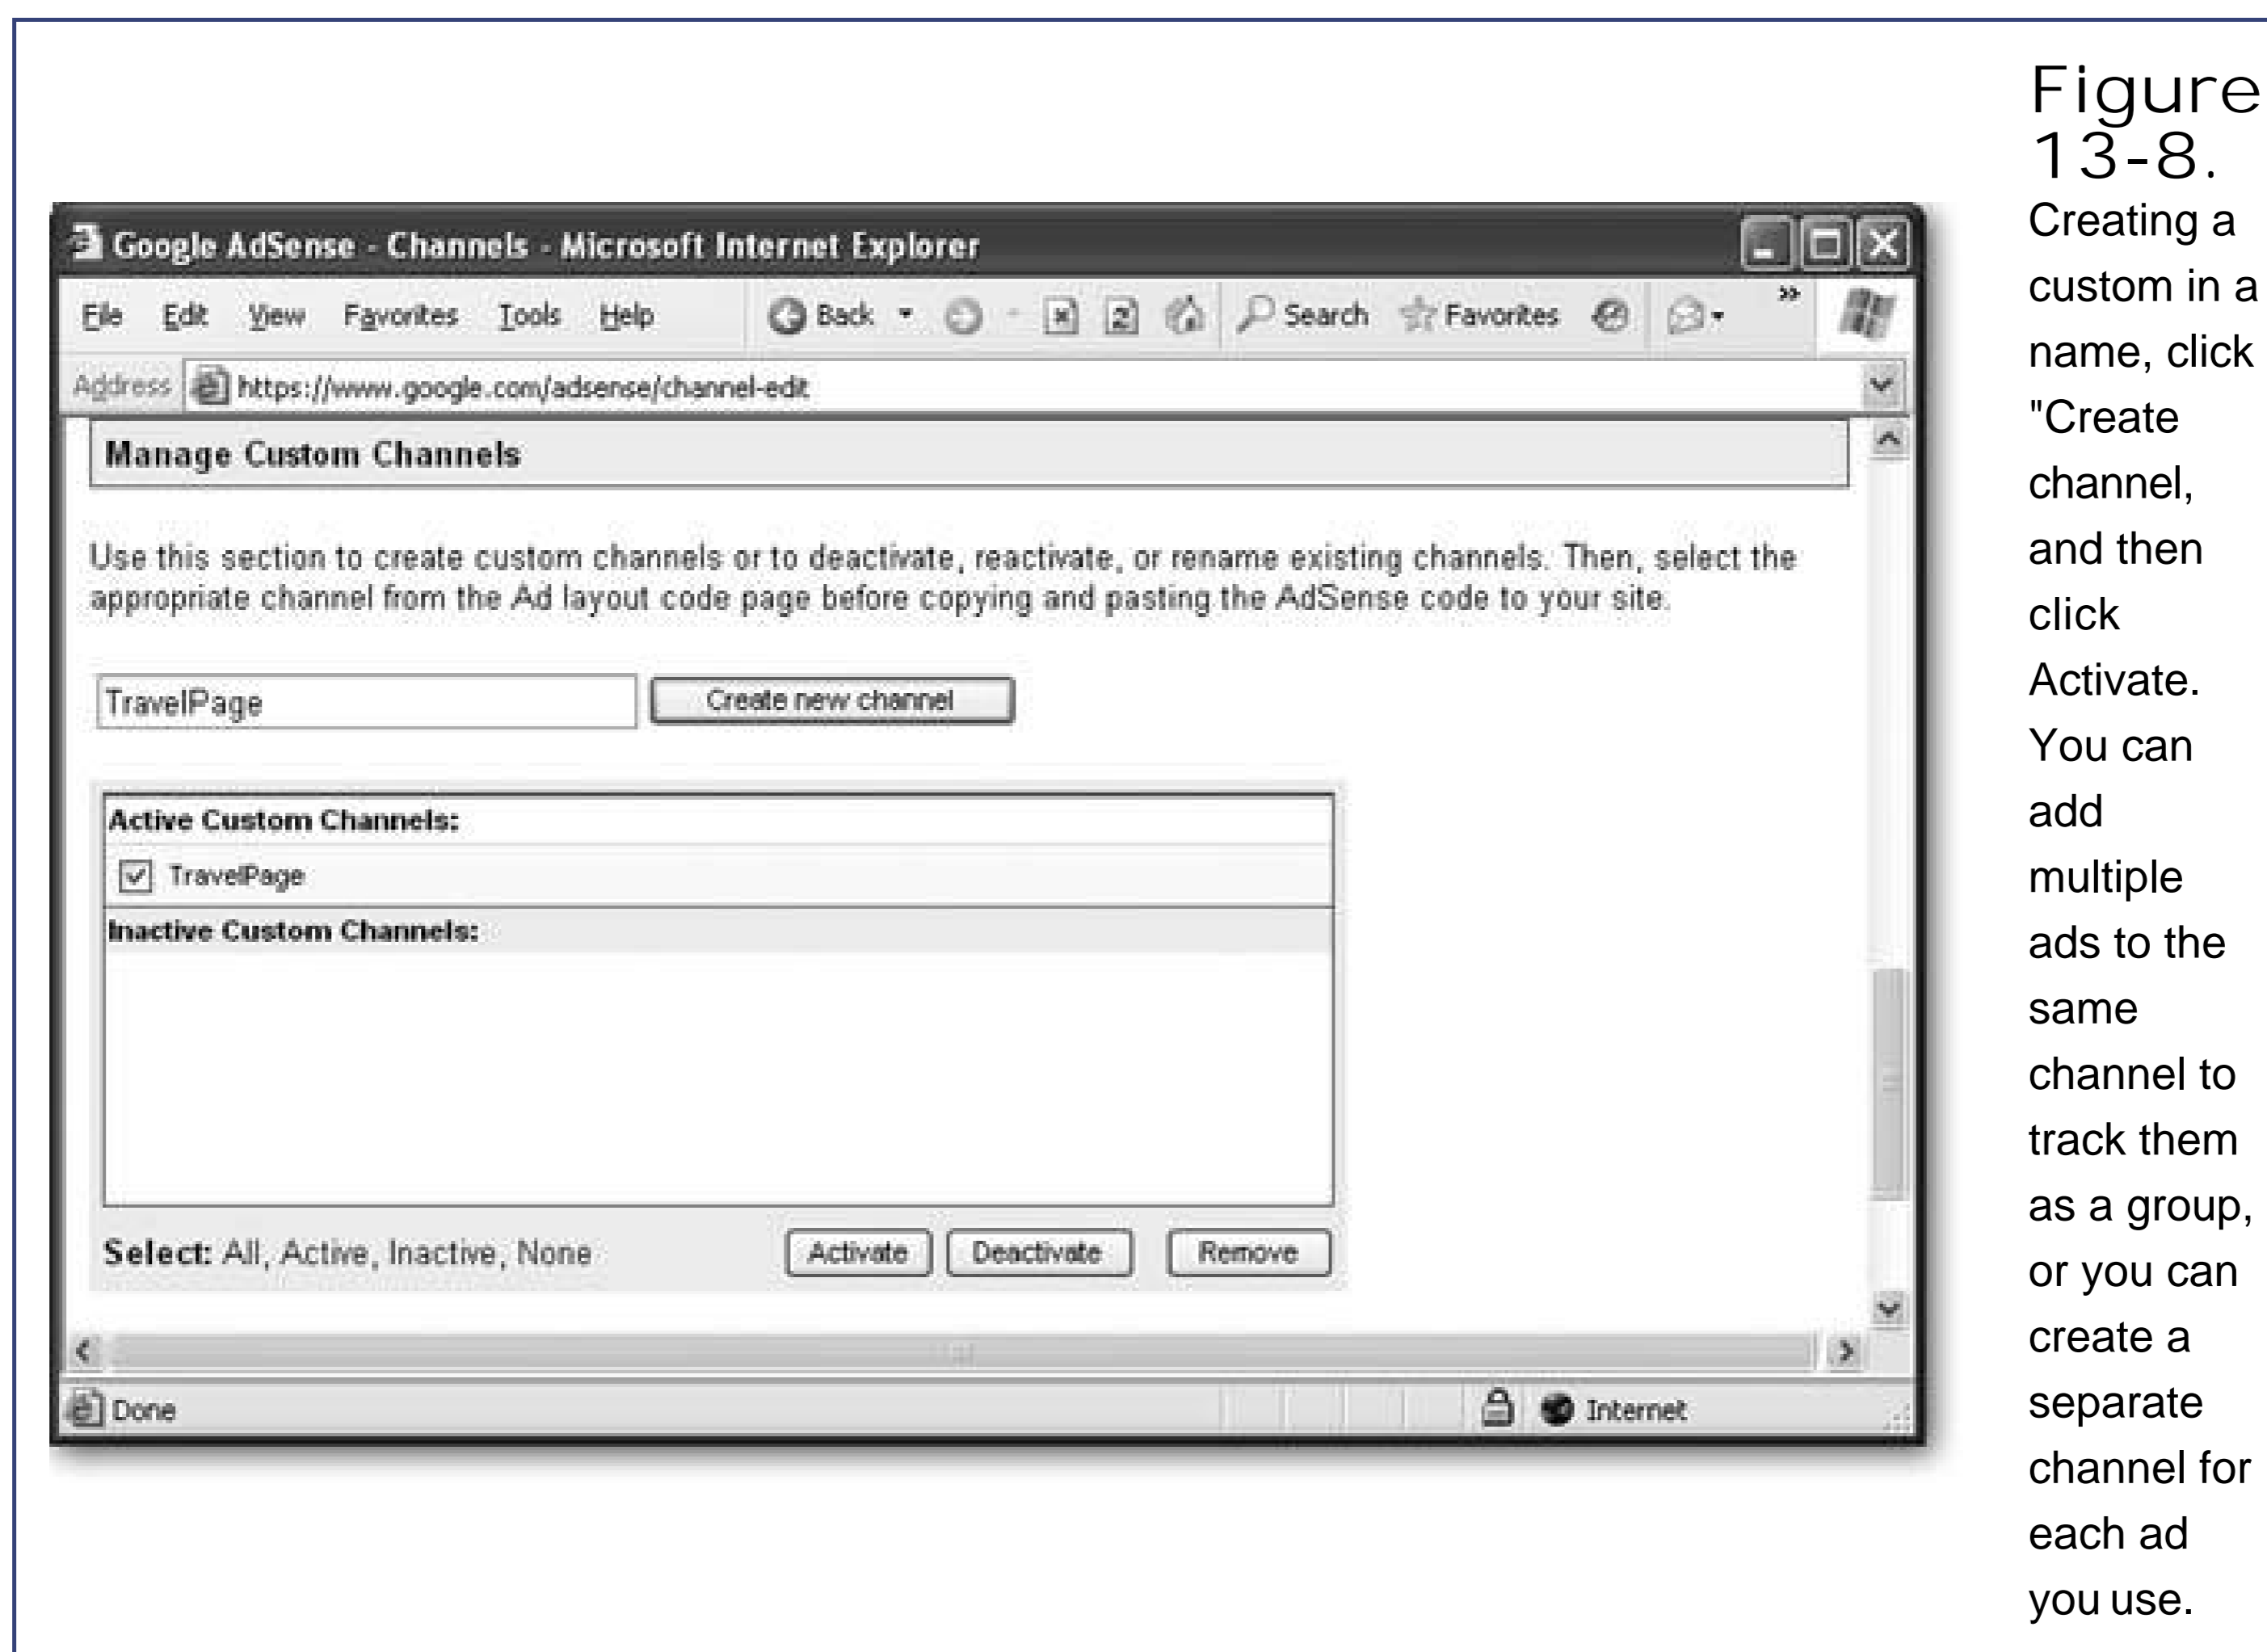 Google AdSense - Channels - Microsoft Internet Explorer
File Edit View Favorites Tools Help Back Search Favorites »
Address https://www.google.com/adsense/channel-edit
Manage Custom Channels
Use this section to create custom channels or to deactivate, reactivate, or rename existing channels. Then, select the
appropriate channel from the Ad layout code page before copying and pasting the AdSense code to your site.
TravelPage Create new channel
Active Custom Channels:
TravelPage
Inactive Custom Channels:
Select: All, Active, Inactive, None Activate Deactivate Remove
Done Internet
Figure
13-8.
Creating a
custom in a
name, click
"Create
channel,
and then
click
Activate.
You can
add
multiple
ads to the
same
channel to
track them
as a group,
or you can
create a
separate
channel for
each ad
you use.